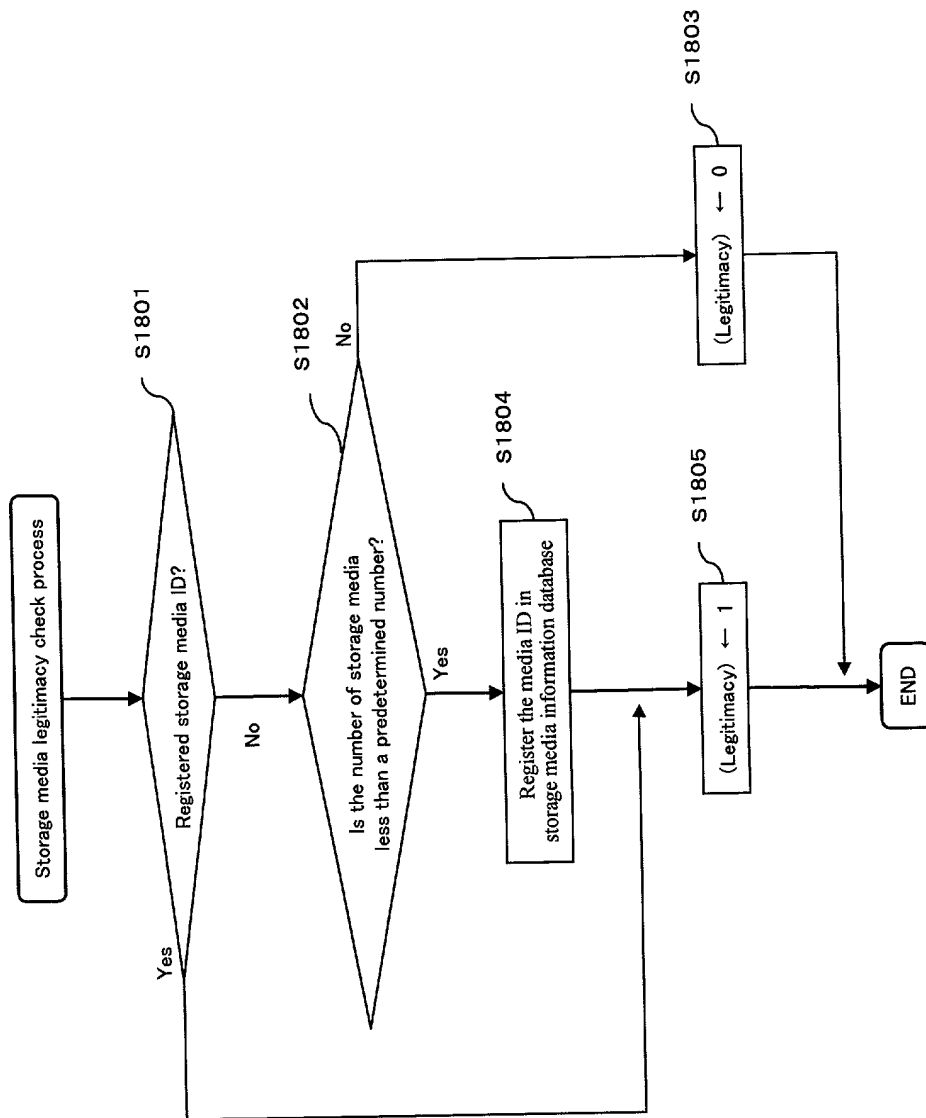 Storage media legitimacy check process
S1801
Registered storage media ID?
Yes
No
S1802
Is the number of storage media
less than a predetermined number?
No
Yes
S1804
Register the media ID in
storage media information database
S1803
(Legitimacy) ← 0
S1805
(Legitimacy) ← 1
END